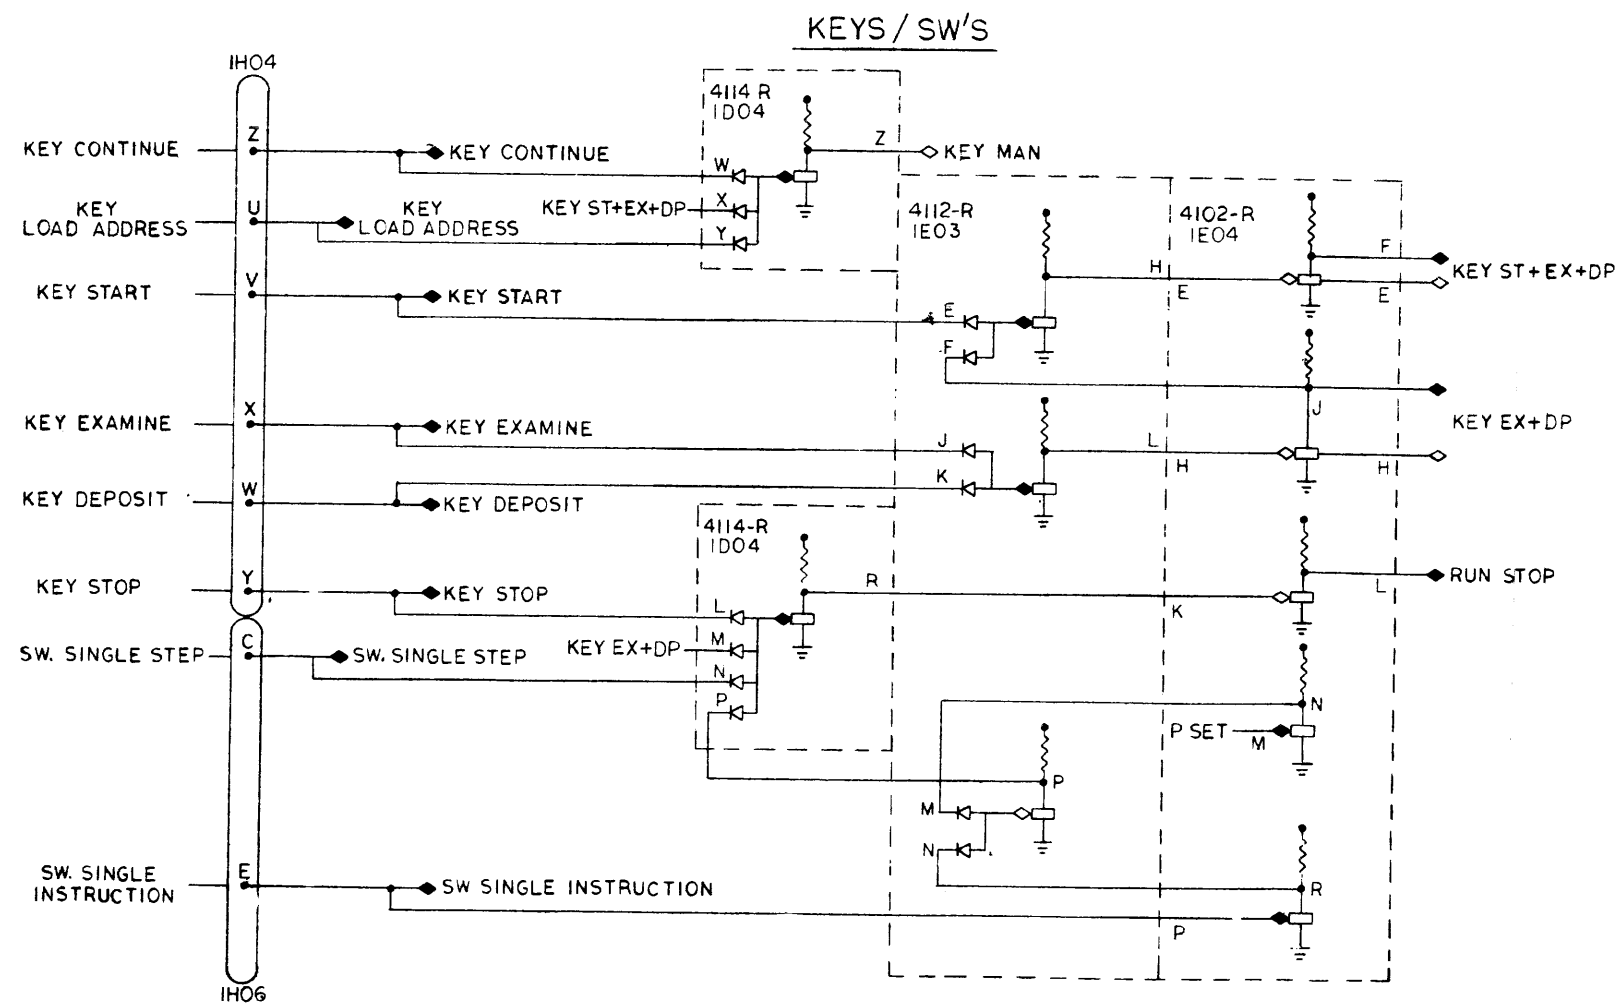 KEYS / SW'S
1H04
4114 R
1D04
KEY CONTINUE
Z
KEY CONTINUE
Z
KEY MAN
W
KEY
LOAD ADDRESS
U
KEY
LOAD ADDRESS
KEY ST+EX+DP
X
Y
4112-R
1E03
4102-R
1E04
F
KEY ST+EX+DP
H
E
E
KEY START
V
KEY START
E
F
J
KEY EX+DP
KEY EXAMINE
X
KEY EXAMINE
J
L
H
H
KEY DEPOSIT
W
KEY DEPOSIT
K
4114-R
1D04
KEY STOP
Y
KEY STOP
R
K
L
RUN STOP
L
SW. SINGLE STEP
C
SW. SINGLE STEP
KEY EX+DP
M
N
P
N
P SET
M
P
M
N
SW. SINGLE
INSTRUCTION
E
SW SINGLE INSTRUCTION
R
P
1H06